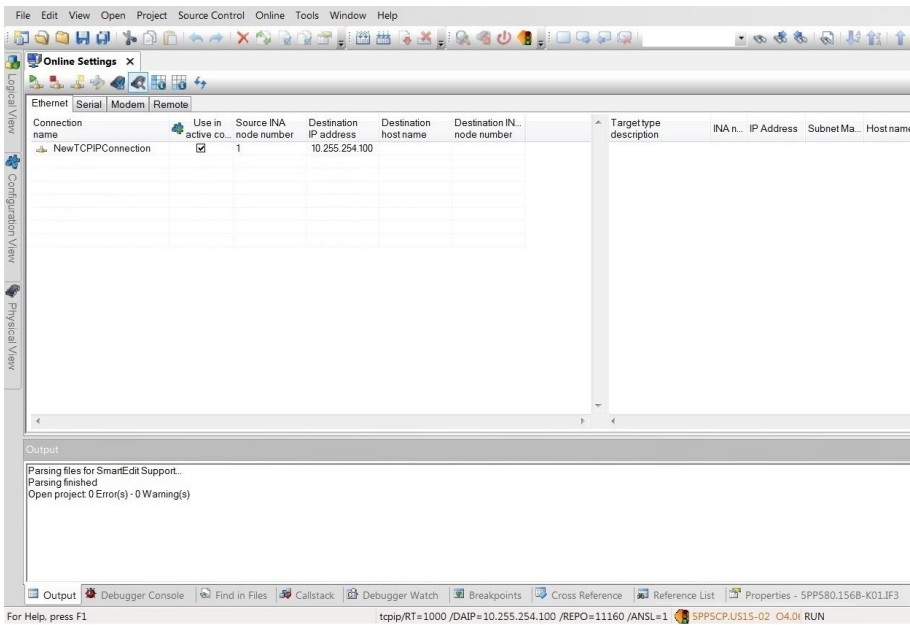 File Edit View Open Project Source Control Online Tools Window Help
Online Settings X
Logical View
Configuration View
Physical View
Ethernet Serial Modem Remote
Connection name
Use in active co...
Source INA node number
Destination IP address
Destination host name
Destination IN... node number
Target type description
INA n... IP Address Subnet Ma... Host name
NewTCPIPConnection 1 10.255.254.100
Output
Parsing files for SmartEdit Support...
Parsing finished
Open project: 0 Error(s) - 0 Warning(s)
Output Debugger Console Find in Files Callstack Debugger Watch Breakpoints Cross Reference Reference List Properties - 5PP580.156B-K01.IF3
For Help, press F1 tcpip/RT=1000 /DAIP=10.255.254.100 /REPO=11160 /ANSL=1 5PP5CP.US15-02 O4.0 RUN